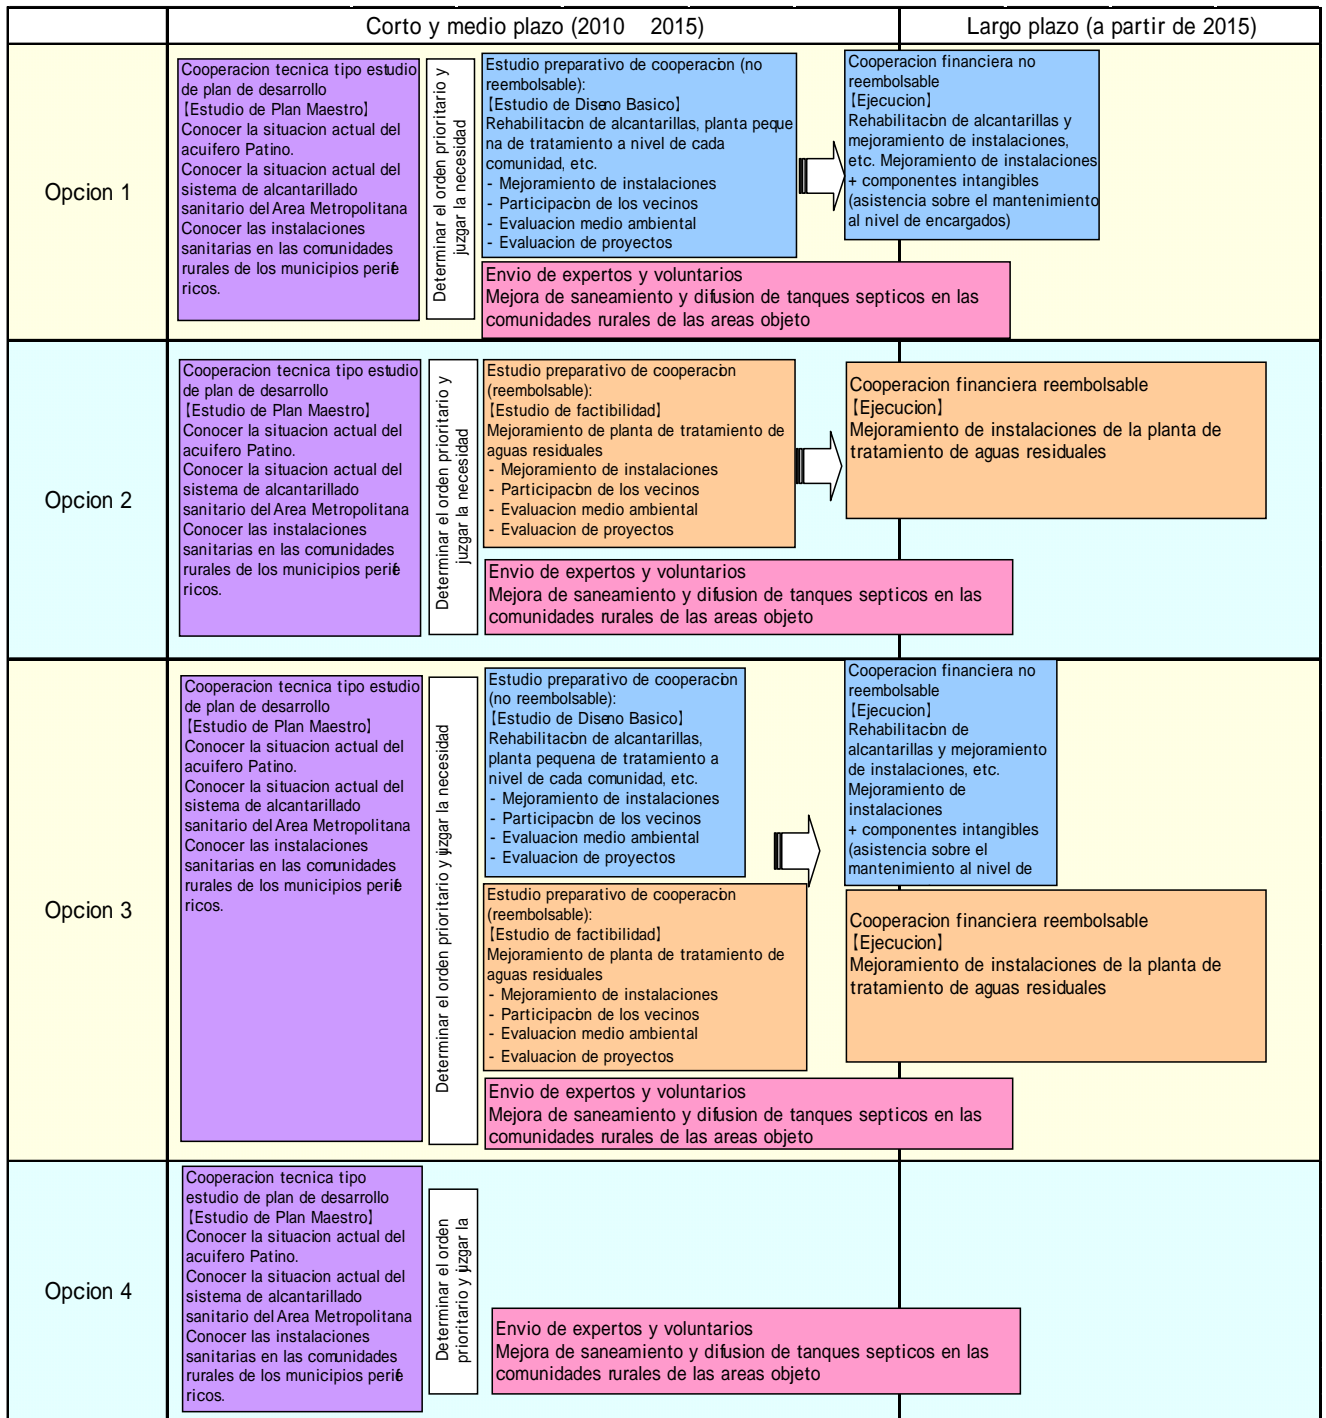 Corto y medio plazo (2010 2015)
Largo plazo (a partir de 2015)
Opcion 1
Cooperacion tecnica tipo estudio
de plan de desarrollo
【Estudio de Plan Maestro】
Conocer la situacion actual del
acuifero Patino.
Conocer la situacion actual del
sistema de alcantarillado
sanitario del Area Metropolitana
Conocer las instalaciones
sanitarias en las comunidades
rurales de los municipios perifé
ricos.
Determinar el orden prioritario y
juzgar la necesidad
Estudio preparativo de cooperacion (no
reembolsable):
【Estudio de Diseno Basico】
Rehabilitacion de alcantarillas, planta peque
na de tratamiento a nivel de cada
comunidad, etc.
- Mejoramiento de instalaciones
- Participacion de los vecinos
- Evaluacion medio ambiental
- Evaluacion de proyectos
Cooperacion financiera no
reembolsable
【Ejecucion】
Rehabilitacion de alcantarillas y
mejoramiento de instalaciones,
etc. Mejoramiento de instalaciones
+ componentes intangibles
(asistencia sobre el mantenimiento
al nivel de encargados)
Envio de expertos y voluntarios
Mejora de saneamiento y difusion de tanques septicos en las
comunidades rurales de las areas objeto
Opcion 2
Cooperacion tecnica tipo estudio
de plan de desarrollo
【Estudio de Plan Maestro】
Conocer la situacion actual del
acuifero Patino.
Conocer la situacion actual del
sistema de alcantarillado
sanitario del Area Metropolitana
Conocer las instalaciones
sanitarias en las comunidades
rurales de los municipios perifé
ricos.
Determinar el orden prioritario y
juzgar la necesidad
Estudio preparativo de cooperacion
(reembolsable):
【Estudio de factibilidad】
Mejoramiento de planta de tratamiento de
aguas residuales
- Mejoramiento de instalaciones
- Participacion de los vecinos
- Evaluacion medio ambiental
- Evaluacion de proyectos
Cooperacion financiera reembolsable
【Ejecucion】
Mejoramiento de instalaciones de la planta de
tratamiento de aguas residuales
Envio de expertos y voluntarios
Mejora de saneamiento y difusion de tanques septicos en las
comunidades rurales de las areas objeto
Opcion 3
Cooperacion tecnica tipo estudio
de plan de desarrollo
【Estudio de Plan Maestro】
Conocer la situacion actual del
acuifero Patino.
Conocer la situacion actual del
sistema de alcantarillado
sanitario del Area Metropolitana
Conocer las instalaciones
sanitarias en las comunidades
rurales de los municipios perifé
ricos.
Determinar el orden prioritario y juzgar la necesidad
Estudio preparativo de cooperacion
(no reembolsable):
【Estudio de Diseno Basico】
Rehabilitacion de alcantarillas,
planta pequena de tratamiento a
nivel de cada comunidad, etc.
- Mejoramiento de instalaciones
- Participacion de los vecinos
- Evaluacion medio ambiental
- Evaluacion de proyectos
Cooperacion financiera no
reembolsable
【Ejecucion】
Rehabilitacion de
alcantarillas y mejoramiento
de instalaciones, etc.
Mejoramiento de
instalaciones
+ componentes intangibles
(asistencia sobre el
mantenimiento al nivel de
Estudio preparativo de cooperacion
(reembolsable):
【Estudio de factibilidad】
Mejoramiento de planta de tratamiento de
aguas residuales
- Mejoramiento de instalaciones
- Participacion de los vecinos
- Evaluacion medio ambiental
- Evaluacion de proyectos
Cooperacion financiera reembolsable
【Ejecucion】
Mejoramiento de instalaciones de la planta de
tratamiento de aguas residuales
Envio de expertos y voluntarios
Mejora de saneamiento y difusion de tanques septicos en las
comunidades rurales de las areas objeto
Opcion 4
Cooperacion tecnica tipo
estudio de plan de desarrollo
【Estudio de Plan Maestro】
Conocer la situacion actual del
acuifero Patino.
Conocer la situacion actual del
sistema de alcantarillado
sanitario del Area Metropolitana
Conocer las instalaciones
sanitarias en las comunidades
rurales de los municipios perifé
ricos.
Determinar el orden
prioritario y juzgar la
Envio de expertos y voluntarios
Mejora de saneamiento y difusion de tanques septicos en las
comunidades rurales de las areas objeto